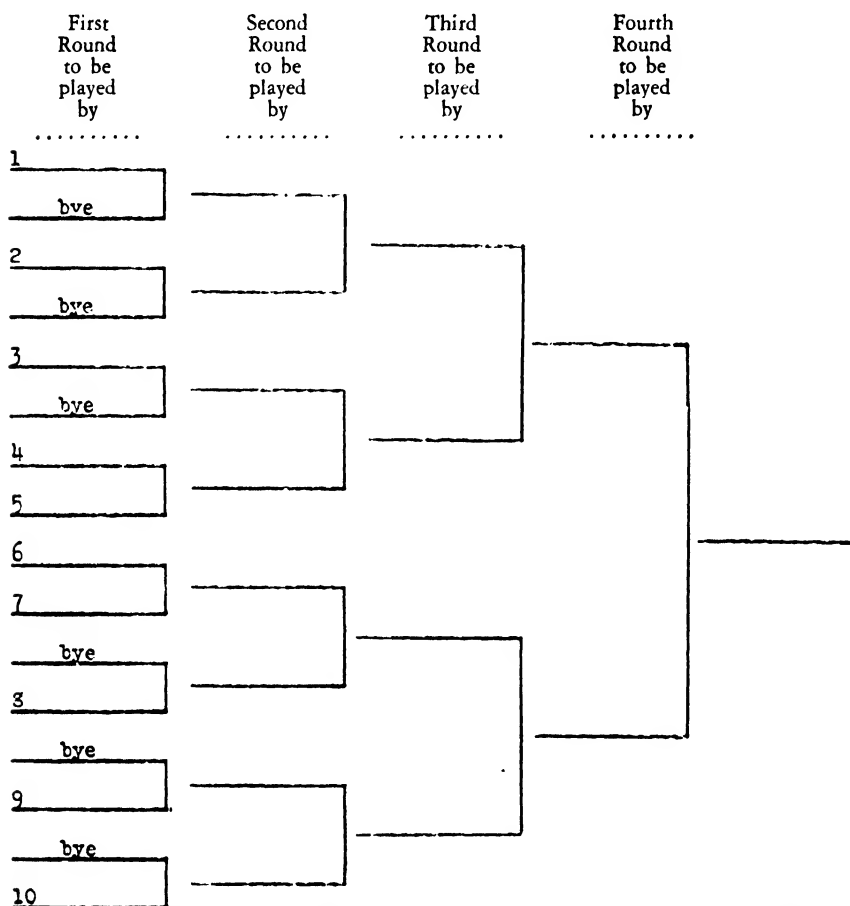 First
Round
to be
played
by
..........
Second
Round
to be
played
by
..........
Third
Round
to be
played
by
..........
Fourth
Round
to be
played
by
..........
1
bye
2
bye
3
bye
4
5
6
7
bye
8
bye
9
bye
10